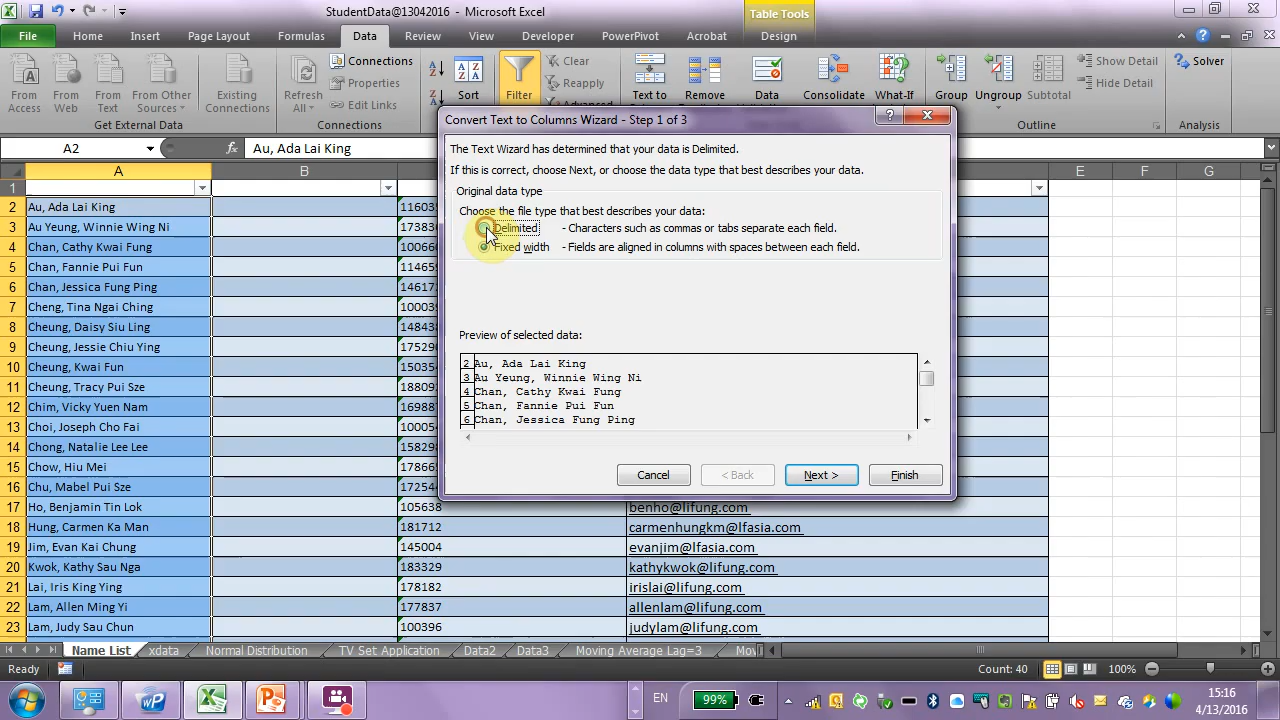 StudentData@13042016 - Microsoft Excel
Table Tools
File Home Insert Page Layout Formulas Data Review View Developer PowerPivot Acrobat Design
From Access
From Web
From Text
From Other Sources
Existing Connections
Get External Data
Refresh All
Connections
Properties
Edit Links
Connections
Sort
Filter
Clear
Reapply
Advanced
Text to
Remove
Data
Consolidate
What-If
Group
Ungroup
Subtotal
Show Detail
Hide Detail
Outline
Solver
A2 fx Au, Ada Lai King
A B E F G
1
2 Au, Ada Lai King
3 Au Yeung, Winnie Wing Ni
4 Chan, Cathy Kwai Fung
5 Chan, Fannie Pui Fun
6 Chan, Jessica Fung Ping
7 Cheng, Tina Ngai Ching
8 Cheung, Daisy Siu Ling
9 Cheung, Jessie Chiu Ying
10 Cheung, Kwai Fun
11 Cheung, Tracy Pui Sze
12 Chim, Vicky Yuen Nam
13 Choi, Joseph Cho Fai
14 Chong, Natalie Lee Lee
15 Chow, Hiu Mei
16 Chu, Mabel Pui Sze
17 Ho, Benjamin Tin Lok 105638 benho@lifung.com
18 Hung, Carmen Ka Man 181712 carmenhungkm@lfasia.com
19 Jim, Evan Kai Chung 145004 evanjim@lfasia.com
20 Kwok, Kathy Sau Nga 183329 kathykwok@lifung.com
21 Lai, Iris King Ying 178182 irislai@lifung.com
22 Lam, Allen Ming Yi 177837 allenlam@lifung.com
23 Lam, Judy Sau Chun 100396 judylam@lifung.com
Convert Text to Columns Wizard - Step 1 of 3
The Text Wizard has determined that your data is Delimited.
If this is correct, choose Next, or choose the data type that best describes your data.
Original data type
Choose the file type that best describes your data:
Delimited - Characters such as commas or tabs separate each field.
Fixed width - Fields are aligned in columns with spaces between each field.
Preview of selected data:
2 Au, Ada Lai King
3 Au Yeung, Winnie Wing Ni
4 Chan, Cathy Kwai Fung
5 Chan, Fannie Pui Fun
6 Chan, Jessica Fung Ping
Cancel < Back Next > Finish
Name List xdata Normal Distribution TV Set Application Data2 Data3 Moving Average Lag=3
Ready Count: 40 100%
EN 99% 15:16
4/13/2016